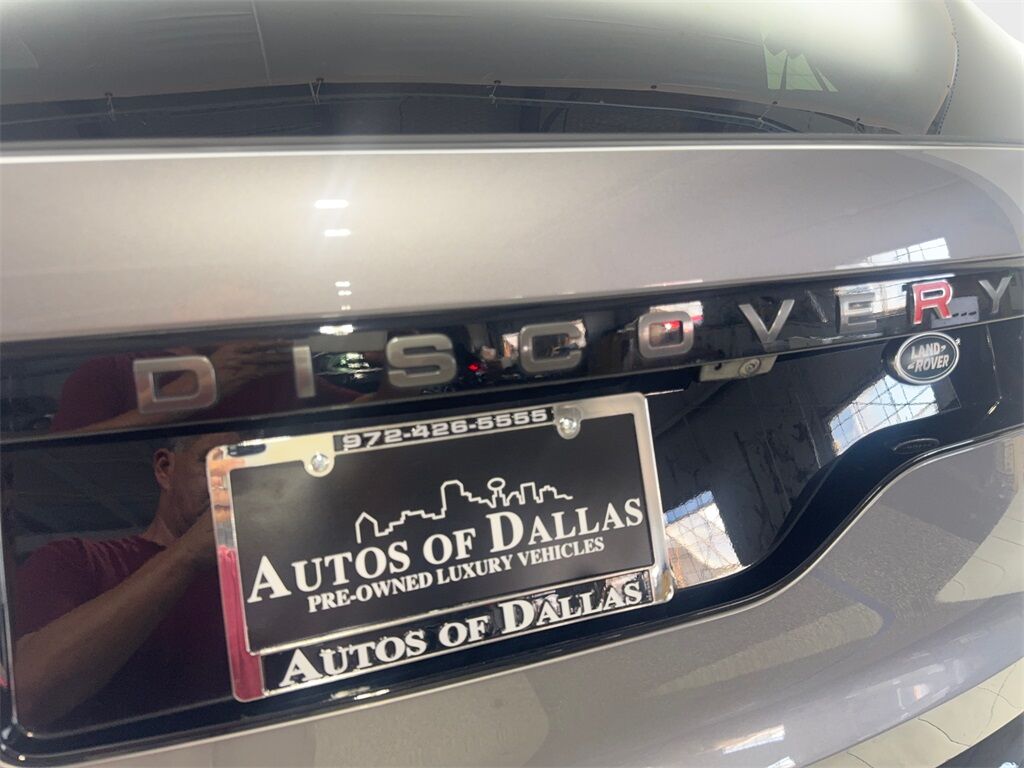 DISCOVERY
LAND-
-ROVER
972-426-5555
AUTOS OF DALLAS
PRE-OWNED LUXURY VEHICLES
AUTOS OF DALLAS